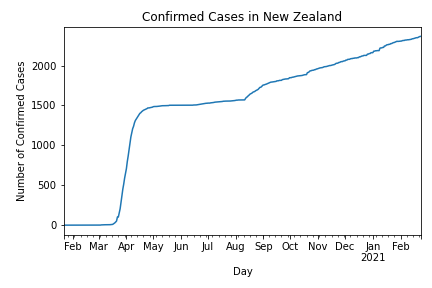 Confirmed Cases in New Zealand
Number of Confirmed Cases
2000
1500
1000
500
0
Feb Mar Apr May Jun Jul Aug Sep Oct Nov Dec Jan Feb
2021
Day